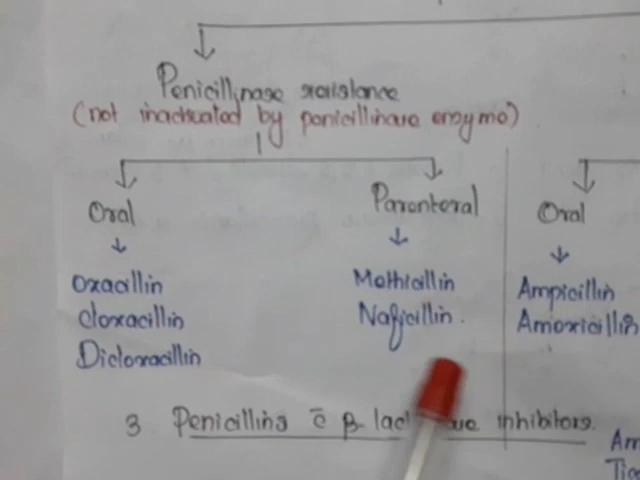 Penicillinase resistance
(not inactivated by penicillinase enzyme)
Oral
Oxacillin
cloxacillin
Dicloxacillin
Parenteral
Methicillin
Nafcillin.
Oral
Ampicillin
Amoxicillin
3 Penicillins c̄ β-lac inhibitors.
Am